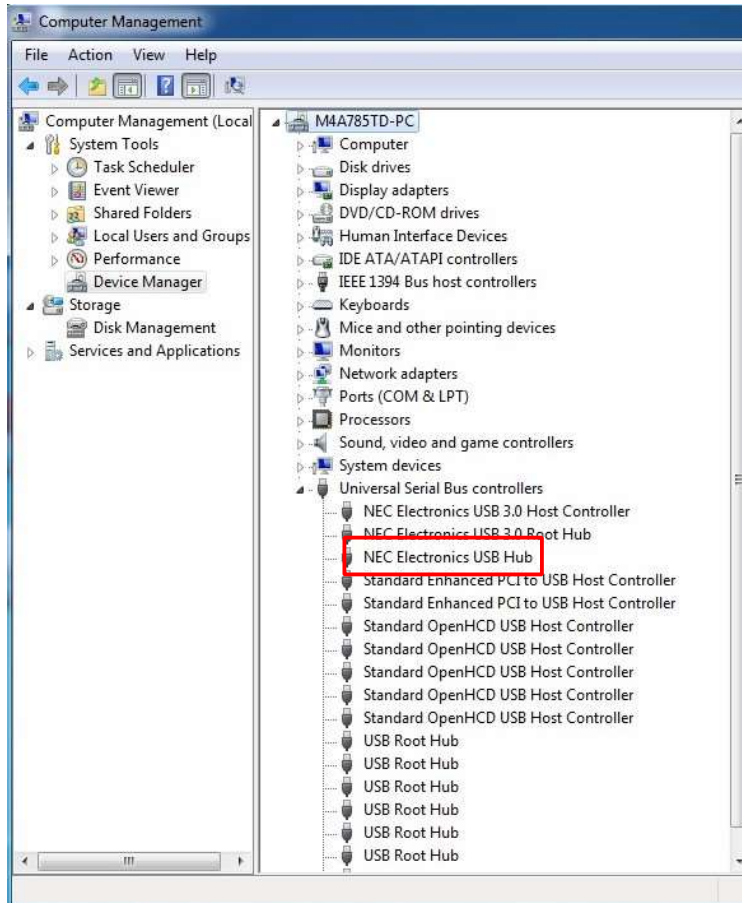 Computer Management
File Action View Help
Computer Management (Local
System Tools
Task Scheduler
Event Viewer
Shared Folders
Local Users and Groups
Performance
Device Manager
Storage
Disk Management
Services and Applications
M4A785TD-PC
Computer
Disk drives
Display adapters
DVD/CD-ROM drives
Human Interface Devices
IDE ATA/ATAPI controllers
IEEE 1394 Bus host controllers
Keyboards
Mice and other pointing devices
Monitors
Network adapters
Ports (COM & LPT)
Processors
Sound, video and game controllers
System devices
Universal Serial Bus controllers
NEC Electronics USB 3.0 Host Controller
NEC Electronics USB 3.0 Root Hub
NEC Electronics USB Hub
Standard Enhanced PCI to USB Host Controller
Standard Enhanced PCI to USB Host Controller
Standard OpenHCD USB Host Controller
Standard OpenHCD USB Host Controller
Standard OpenHCD USB Host Controller
Standard OpenHCD USB Host Controller
Standard OpenHCD USB Host Controller
USB Root Hub
USB Root Hub
USB Root Hub
USB Root Hub
USB Root Hub
USB Root Hub